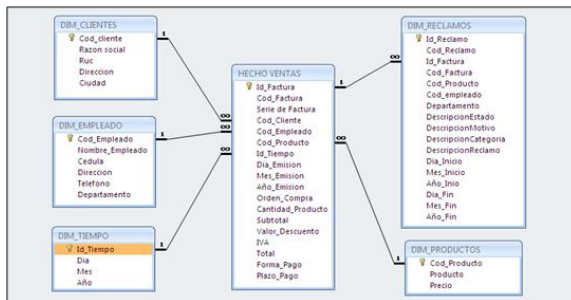 DIM_CLIENTES
Cod_cliente
Razon social
Ruc
Direccion
Ciudad
DIM_EMPLEADO
Cod_Empleado
Nombre_Empleado
Cedula
Direccion
Telefono
Departamento
DIM_TIEMPO
Id_Tiempo
Dia
Mes
Año
HECHO VENTAS
Id_Factura
Cod_Factura
Serie de Factura
Cod_Cliente
Cod_Empleado
Cod_Producto
Id_Tiempo
Dia_Emision
Mes_Emision
Año_Emision
Orden_Compra
Cantidad_Producto
Subtotal
Valor_Descuento
IVA
Total
Forma_Pago
Plazo_Pago
DIM_RECLAMOS
Id_Reclamo
Cod_Reclamo
Id_Factura
Cod_Factura
Cod_Producto
Cod_empleado
Departamento
DescripcionEstado
DescripcionMotivo
DescripcionCategoria
DescripcionReclamo
Dia_Inicio
Mes_Inicio
Año_Inio
Dia_Fin
Mes_Fin
Año_Fin
DIM_PRODUCTOS
Cod_Producto
Producto
Precio
1
∞
1
∞
1
∞
1
∞
∞
1